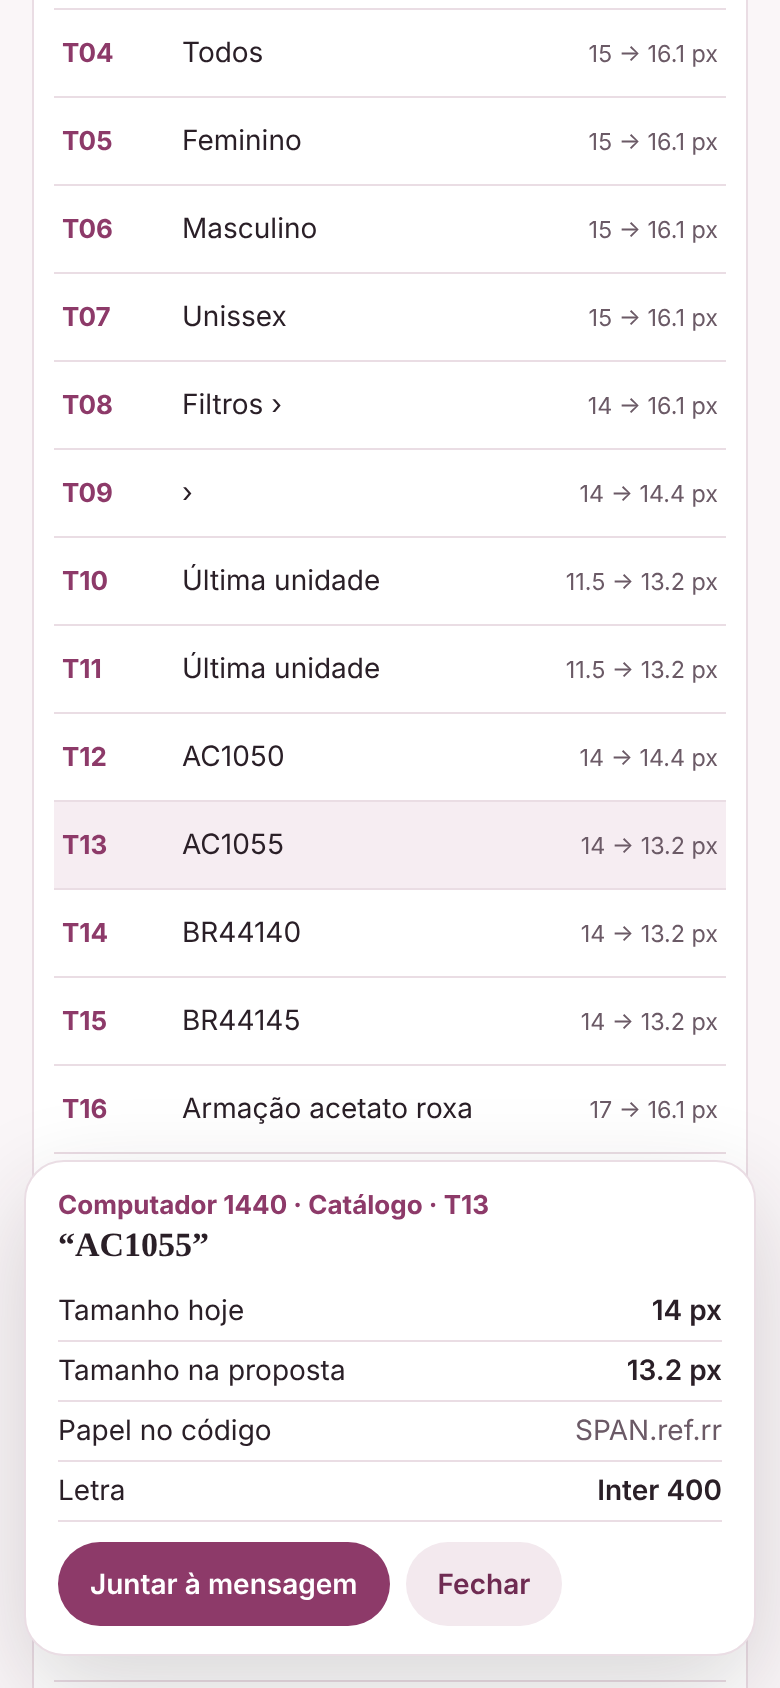 T04 Todos 15 → 16.1 px
T05 Feminino 15 → 16.1 px
T06 Masculino 15 → 16.1 px
T07 Unissex 15 → 16.1 px
T08 Filtros › 14 → 16.1 px
T09 › 14 → 14.4 px
T10 Última unidade 11.5 → 13.2 px
T11 Última unidade 11.5 → 13.2 px
T12 AC1050 14 → 14.4 px
T13 AC1055 14 → 13.2 px
T14 BR44140 14 → 13.2 px
T15 BR44145 14 → 13.2 px
T16 Armação acetato roxa 17 → 16.1 px
Computador 1440 · Catálogo · T13
“AC1055”
Tamanho hoje 14 px
Tamanho na proposta 13.2 px
Papel no código SPAN.ref.rr
Letra Inter 400
Juntar à mensagem Fechar